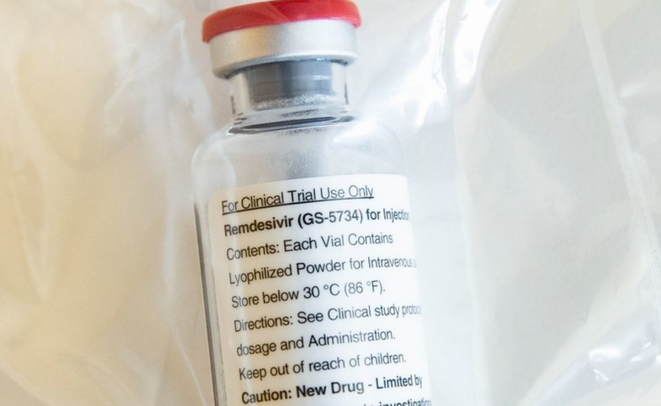 For Clinical Trial Use Only
Remdesivir (GS-5734) for Injection
Contents: Each Vial Contains
Lyophilized Powder for Intravenous
Store below 30 °C (86 °F).
Directions: See Clinical study
dosage and Administration.
Keep out of reach of children.
Caution: New Drug - Limited by